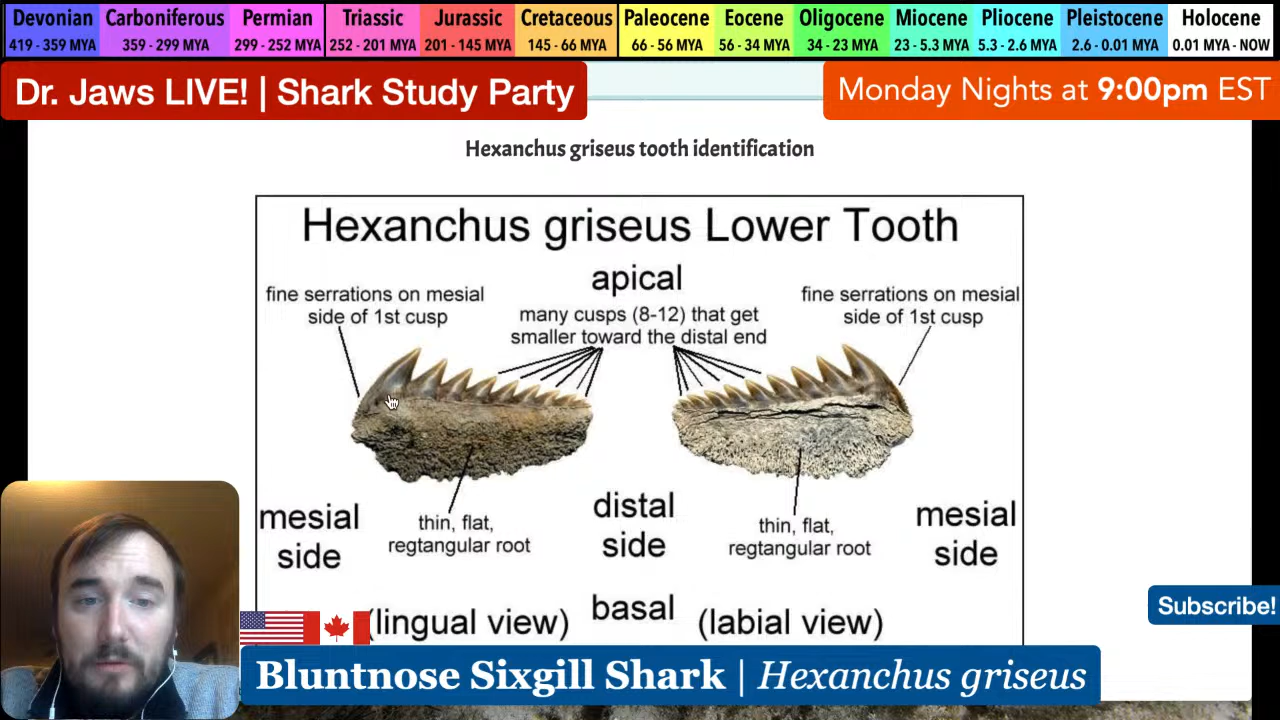 Devonian Carboniferous Permian Triassic Jurassic Cretaceous Paleocene Eocene Oligocene Miocene Pliocene Pleistocene Holocene
419 - 359 MYA 359 - 299 MYA 299 - 252 MYA 252 - 201 MYA 201 - 145 MYA 145 - 66 MYA 66 - 56 MYA 56 - 34 MYA 34 - 23 MYA 23 - 5.3 MYA 5.3 - 2.6 MYA 2.6 - 0.01 MYA 0.01 MYA - NOW
Dr. Jaws LIVE! | Shark Study Party
Monday Nights at 9:00pm EST
Hexanchus griseus tooth identification
Hexanchus griseus Lower Tooth
apical
fine serrations on mesial
side of 1st cusp
many cusps (8-12) that get
smaller toward the distal end
fine serrations on mesial
side of 1st cusp
mesial
side
thin, flat,
regtangular root
distal
side
thin, flat,
regtangular root
mesial
side
(lingual view)
basal
(labial view)
Subscribe!
Bluntnose Sixgill Shark | Hexanchus griseus